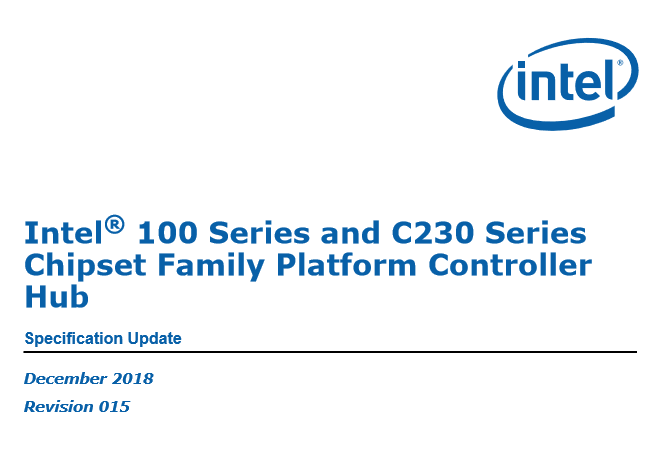 intel®
Intel® 100 Series and C230 Series
Chipset Family Platform Controller
Hub
Specification Update
December 2018
Revision 015